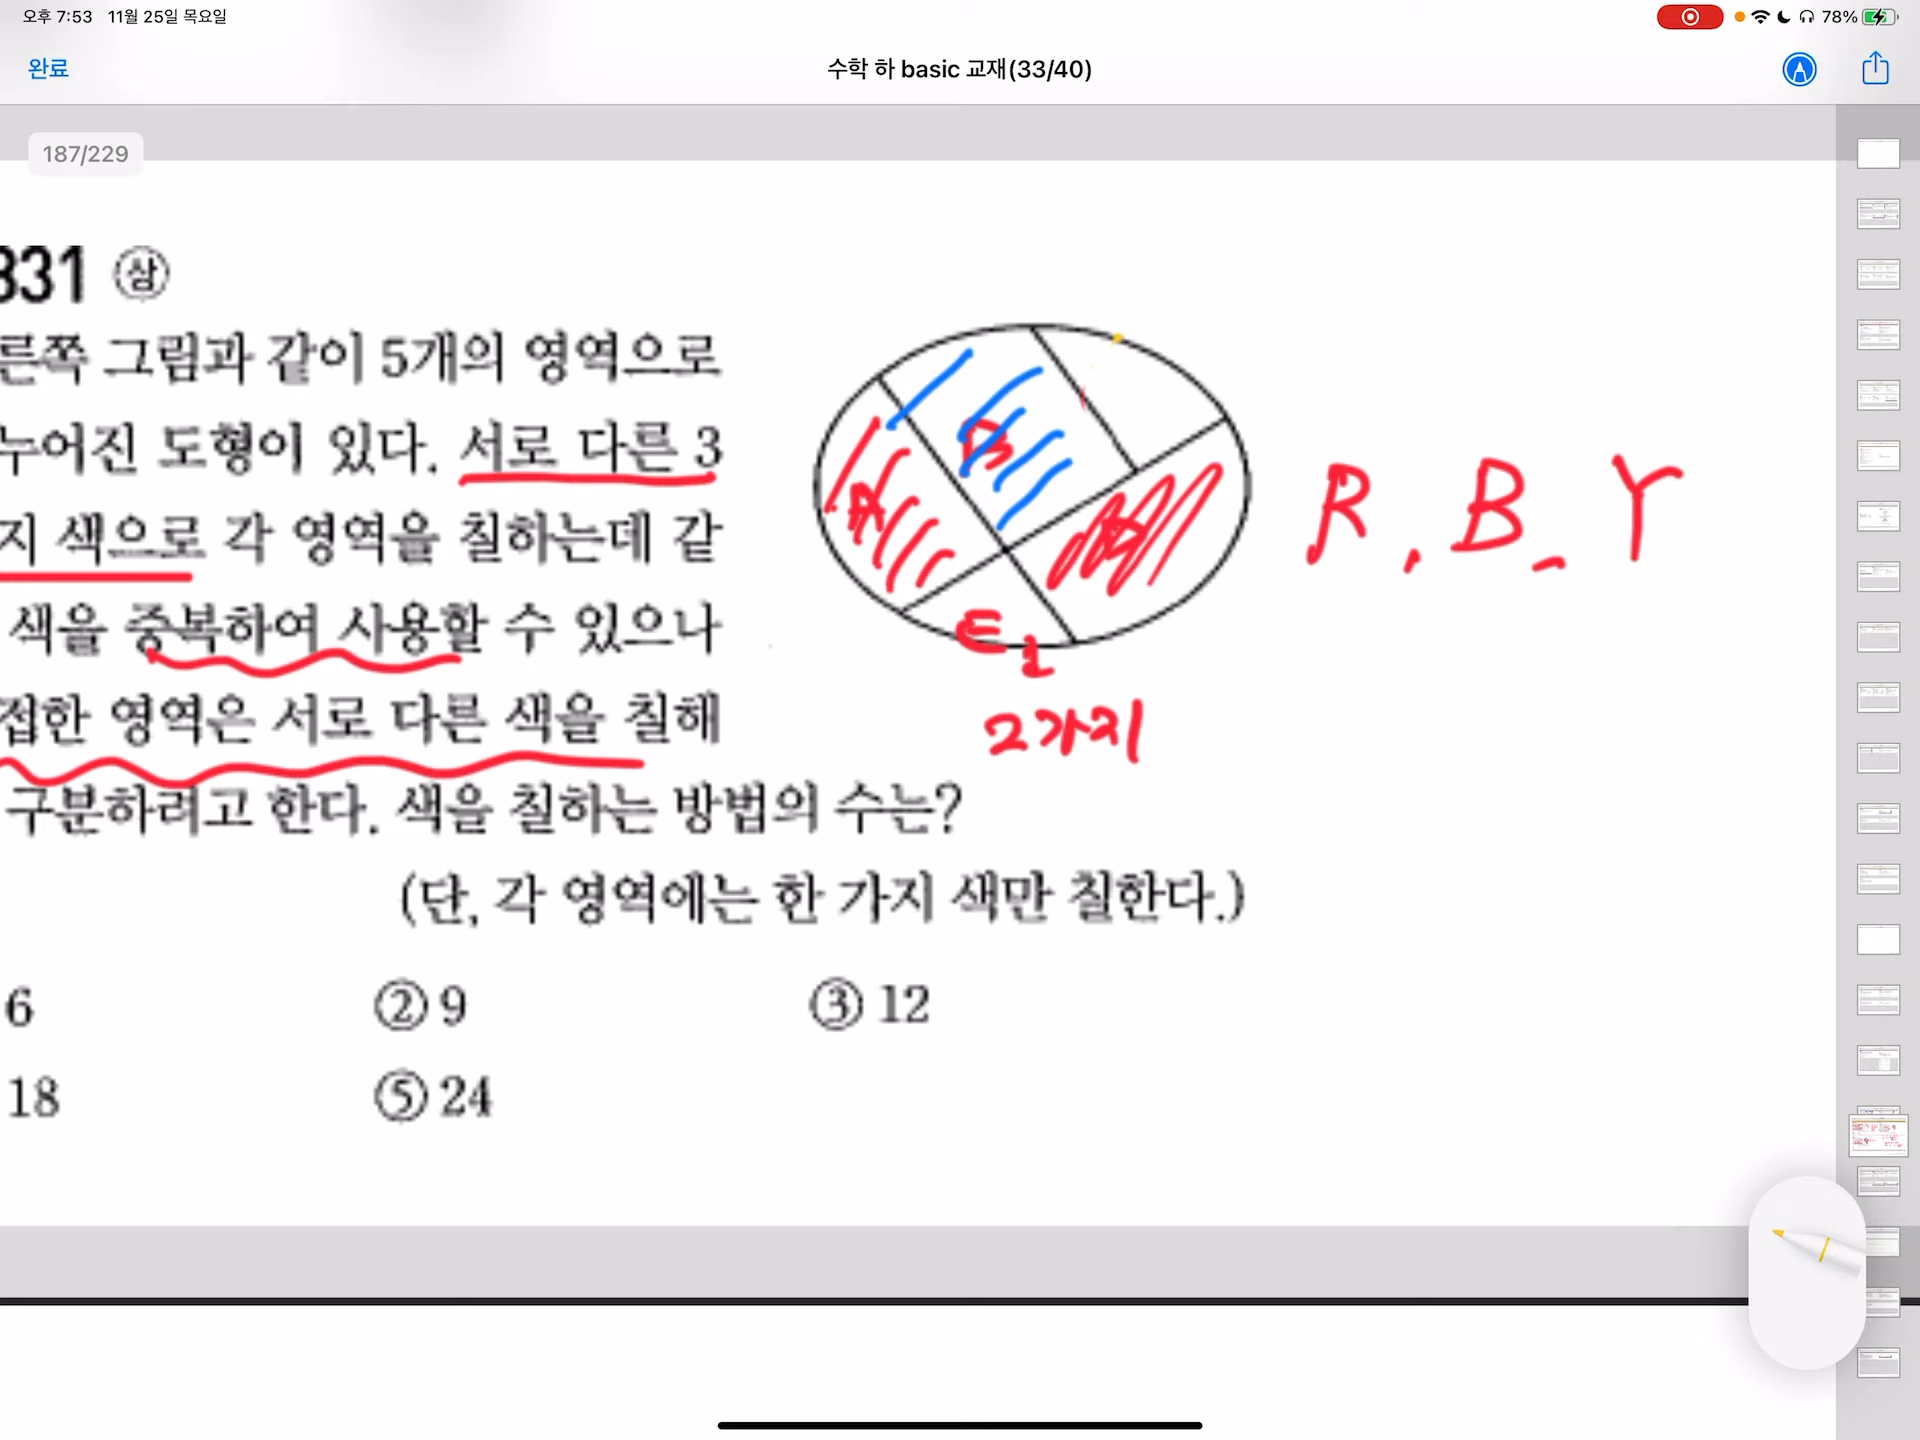 오후 7:53 11월 25일 목요일
78%
완료
수학 하 basic 교재(33/40)
187/229
331 상
른쪽 그림과 같이 5개의 영역으로
누어진 도형이 있다. 서로 다른 3
지 색으로 각 영역을 칠하는데 같
색을 중복하여 사용할 수 있으나
접한 영역은 서로 다른 색을 칠해
구분하려고 한다. 색을 칠하는 방법의 수는?
(단, 각 영역에는 한 가지 색만 칠한다.)
6 ② 9 ③ 12
18 ⑤ 24
R, B, Y
2가지